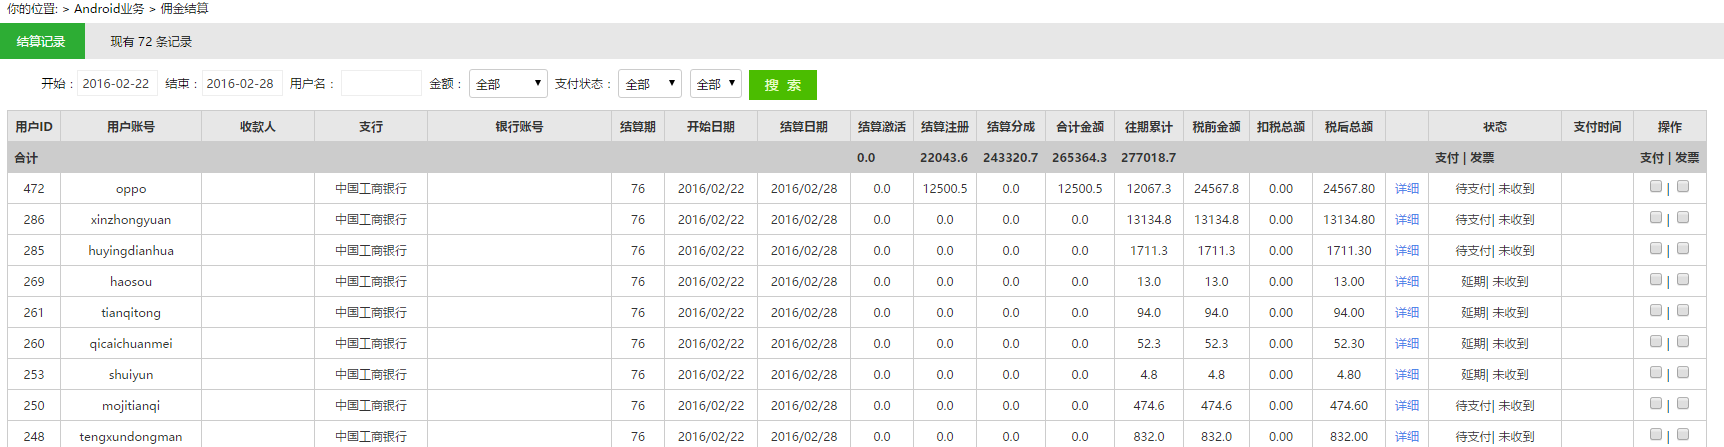 你的位置: > Android业务 > 佣金结算
结算记录 现有 72 条记录
开始： 2016-02-22 结束： 2016-02-28 用户名： 金额： 全部 支付状态： 全部 全部 搜 索
用户ID 用户账号 收款人 支行 银行账号 结算期 开始日期 结算日期 结算激活 结算注册 结算分成 合计金额 往期累计 税前金额 扣税总额 税后总额 状态 支付时间 操作
合计 0.0 22043.6 243320.7 265364.3 277018.7 支付 | 发票 支付 | 发票
472 oppo 中国工商银行 76 2016/02/22 2016/02/28 0.0 12500.5 0.0 12500.5 12067.3 24567.8 0.00 24567.80 详细 待支付| 未收到 |
286 xinzhongyuan 中国工商银行 76 2016/02/22 2016/02/28 0.0 0.0 0.0 0.0 13134.8 13134.8 0.00 13134.80 详细 待支付| 未收到 |
285 huyingdianhua 中国工商银行 76 2016/02/22 2016/02/28 0.0 0.0 0.0 0.0 1711.3 1711.3 0.00 1711.30 详细 待支付| 未收到 |
269 haosou 中国工商银行 76 2016/02/22 2016/02/28 0.0 0.0 0.0 0.0 13.0 13.0 0.00 13.00 详细 延期| 未收到 |
261 tianqitong 中国工商银行 76 2016/02/22 2016/02/28 0.0 0.0 0.0 0.0 94.0 94.0 0.00 94.00 详细 延期| 未收到 |
260 qicaichuanmei 中国工商银行 76 2016/02/22 2016/02/28 0.0 0.0 0.0 0.0 52.3 52.3 0.00 52.30 详细 延期| 未收到 |
253 shuiyun 中国工商银行 76 2016/02/22 2016/02/28 0.0 0.0 0.0 0.0 4.8 4.8 0.00 4.80 详细 延期| 未收到 |
250 mojitianqi 中国工商银行 76 2016/02/22 2016/02/28 0.0 0.0 0.0 0.0 474.6 474.6 0.00 474.60 详细 待支付| 未收到 |
248 tengxundongman 中国工商银行 76 2016/02/22 2016/02/28 0.0 0.0 0.0 0.0 832.0 832.0 0.00 832.00 详细 待支付| 未收到 |